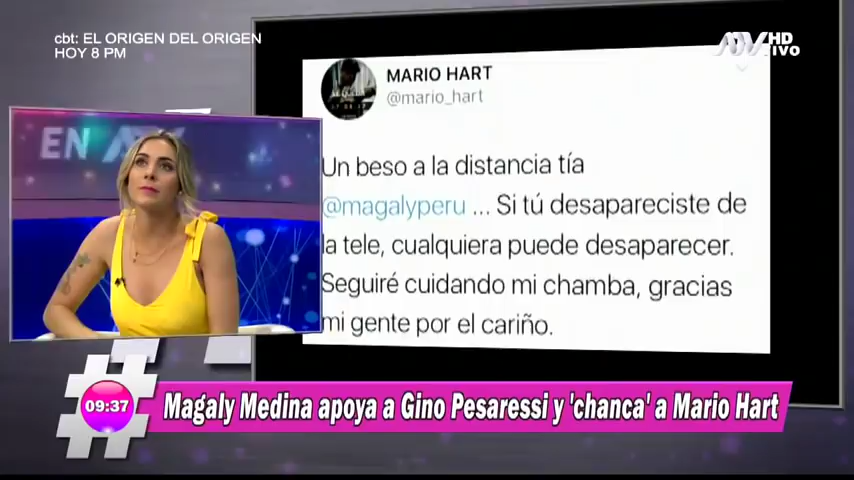 cbt: EL ORIGEN DEL ORIGEN
HOY 8 PM
ATV HD
VIVO
EN ATV
MARIO HART
@mario_hart
Un beso a la distancia tía
@magalyperu ... Si tú desapareciste de
la tele, cualquiera puede desaparecer.
Seguiré cuidando mi chamba, gracias
mi gente por el cariño.
#
09:37
Magaly Medina apoya a Gino Pesaressi y 'chanca' a Mario Hart